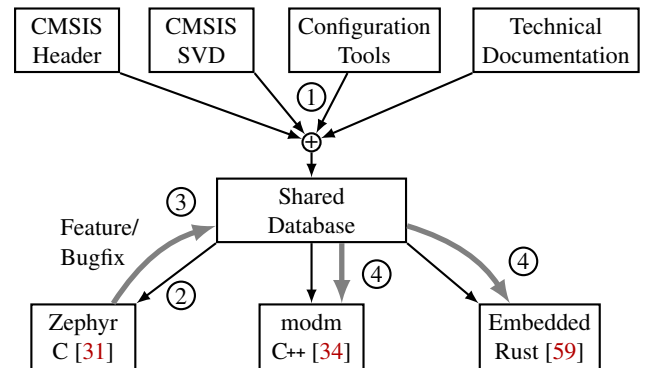 CMSIS
Header
CMSIS
SVD
Configuration
Tools
Technical
Documentation
1
+
Shared
Database
3
Feature/
Bugfix
2
4
4
Zephyr
C [31]
modm
C++ [34]
Embedded
Rust [59]